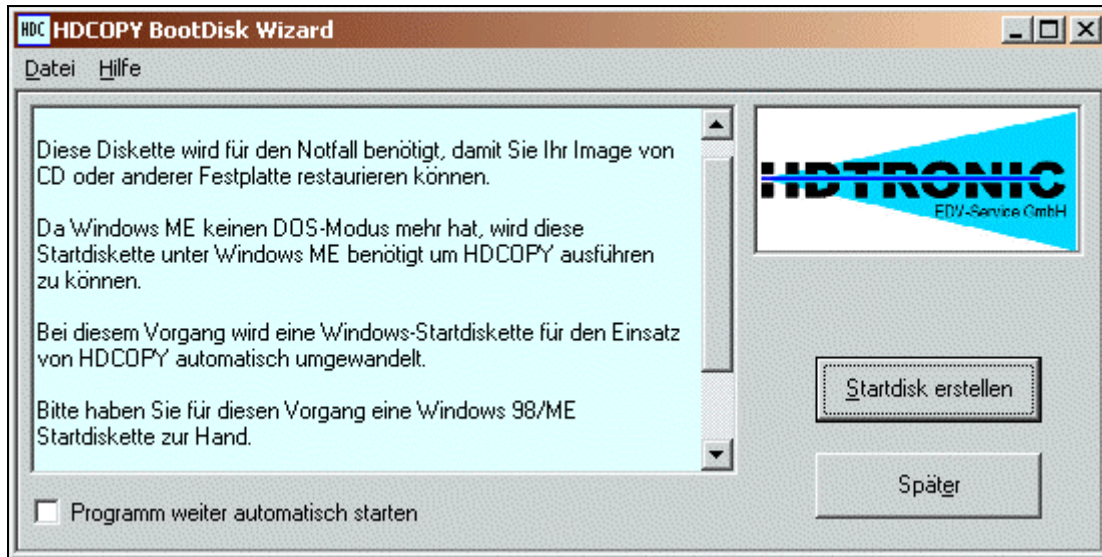 HDC HDCOPY BootDisk Wizard
Datei Hilfe
Diese Diskette wird für den Notfall benötigt, damit Sie Ihr Image von
CD oder anderer Festplatte restaurieren können.
Da Windows ME keinen DOS-Modus mehr hat, wird diese
Startdiskette unter Windows ME benötigt um HDCOPY ausführen
zu können.
Bei diesem Vorgang wird eine Windows-Startdiskette für den Einsatz
von HDCOPY automatisch umgewandelt.
Bitte haben Sie für diesen Vorgang eine Windows 98/ME
Startdiskette zur Hand.
Programm weiter automatisch starten
HDTRONIC
EDV-Service GmbH
Startdisk erstellen
Später